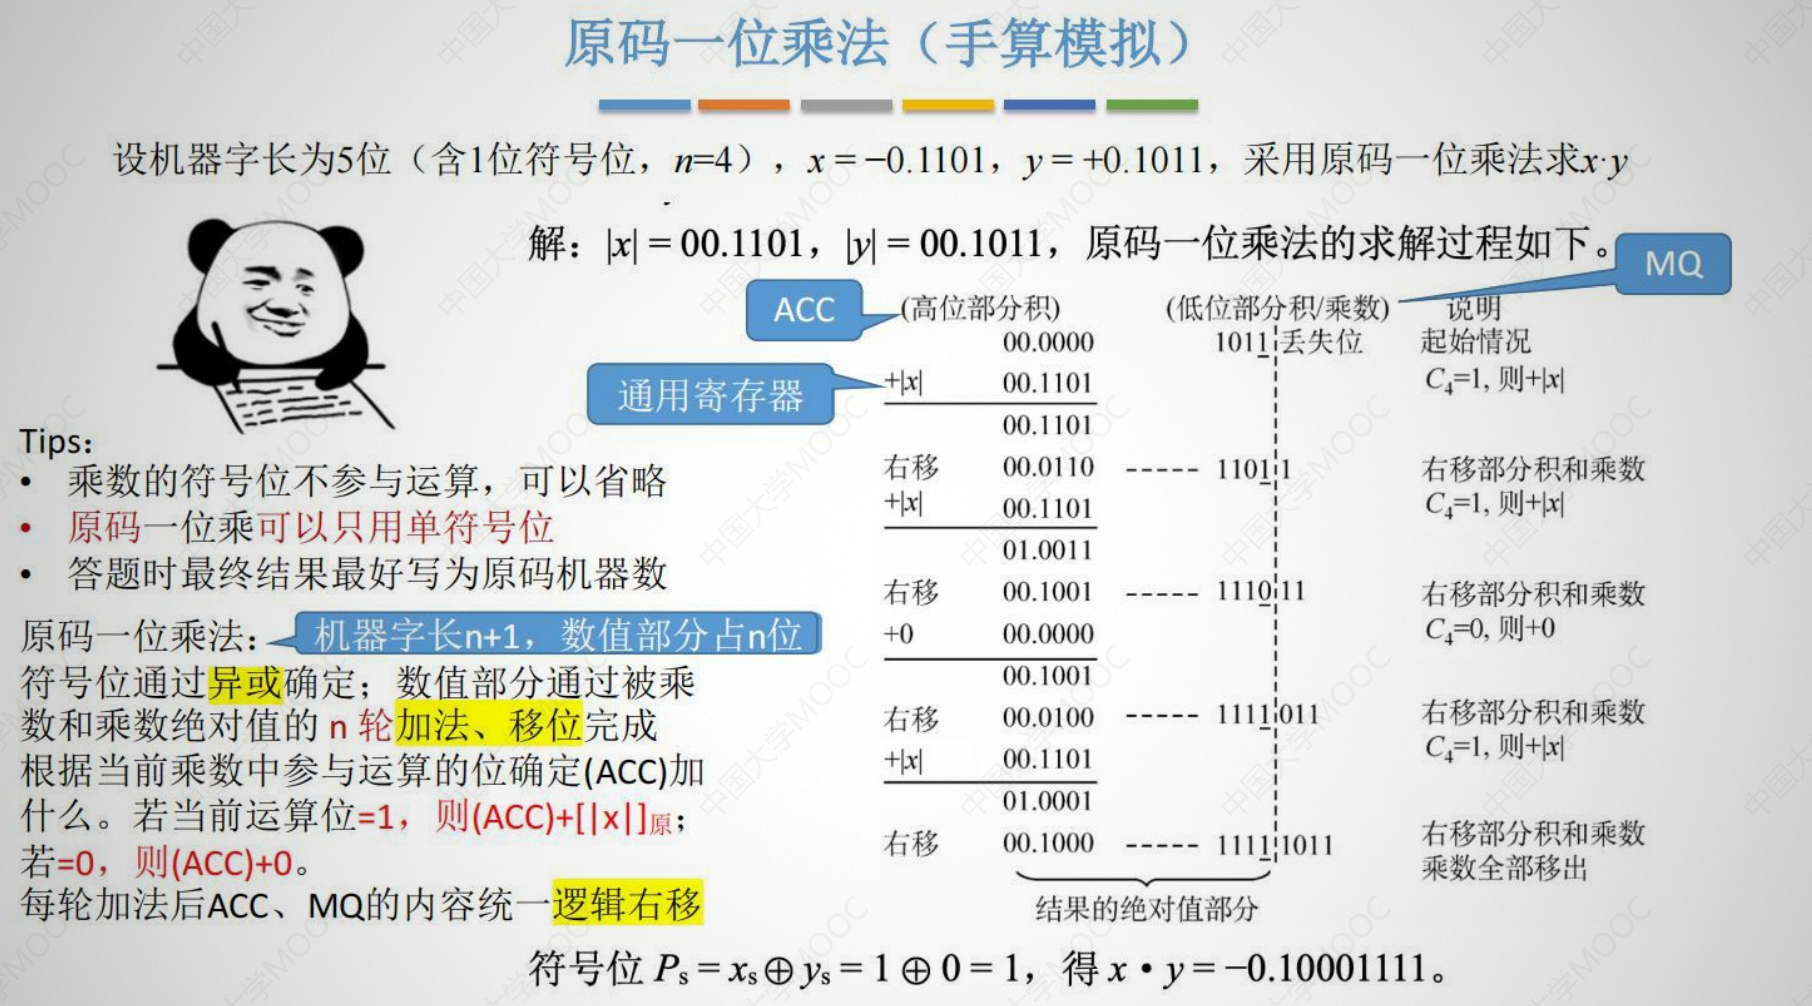 原码一位乘法（手算模拟）
设机器字长为5位（含1位符号位，n=4），x = −0.1101，y = +0.1011，采用原码一位乘法求x·y
解：|x| = 00.1101，|y| = 00.1011，原码一位乘法的求解过程如下。
MQ
ACC
(高位部分积) (低位部分积/乘数) 说明
00.0000 1011 丢失位 起始情况
通用寄存器
+|x| 00.1101 C₄=1, 则+|x|
00.1101
右移 00.0110 ----- 1101 1 右移部分积和乘数
+|x| 00.1101 C₄=1, 则+|x|
01.0011
右移 00.1001 ----- 1110 11 右移部分积和乘数
+0 00.0000 C₄=0, 则+0
00.1001
右移 00.0100 ----- 1111 011 右移部分积和乘数
+|x| 00.1101 C₄=1, 则+|x|
01.0001
右移 00.1000 ----- 1111 1011 右移部分积和乘数
乘数全部移出
结果的绝对值部分
Tips：
• 乘数的符号位不参与运算，可以省略
• 原码一位乘可以只用单符号位
• 答题时最终结果最好写为原码机器数
原码一位乘法：
机器字长n+1，数值部分占n位
符号位通过异或确定；数值部分通过被乘
数和乘数绝对值的 n 轮加法、移位完成
根据当前乘数中参与运算的位确定(ACC)加
什么。若当前运算位=1，则(ACC)+[|x|]原；
若=0，则(ACC)+0。
每轮加法后ACC、MQ的内容统一逻辑右移
符号位 Pₛ = xₛ ⊕ yₛ = 1 ⊕ 0 = 1，得 x • y = −0.10001111。
中国大学MOOC